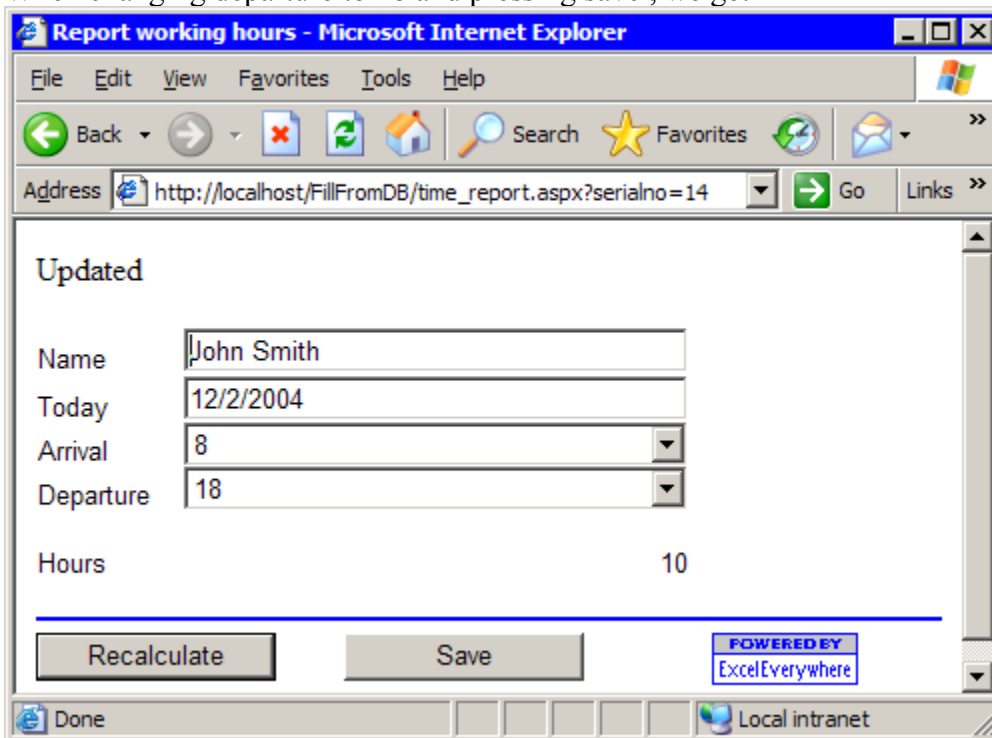 Report working hours - Microsoft Internet Explorer
File Edit View Favorites Tools Help
Back Search Favorites »
Address http://localhost/FillFromDB/time_report.aspx?serialno=14 Go Links »
Updated
Name John Smith
Today 12/2/2004
Arrival 8
Departure 18
Hours 10
Recalculate Save POWERED BY
ExcelEverywhere
Done Local intranet